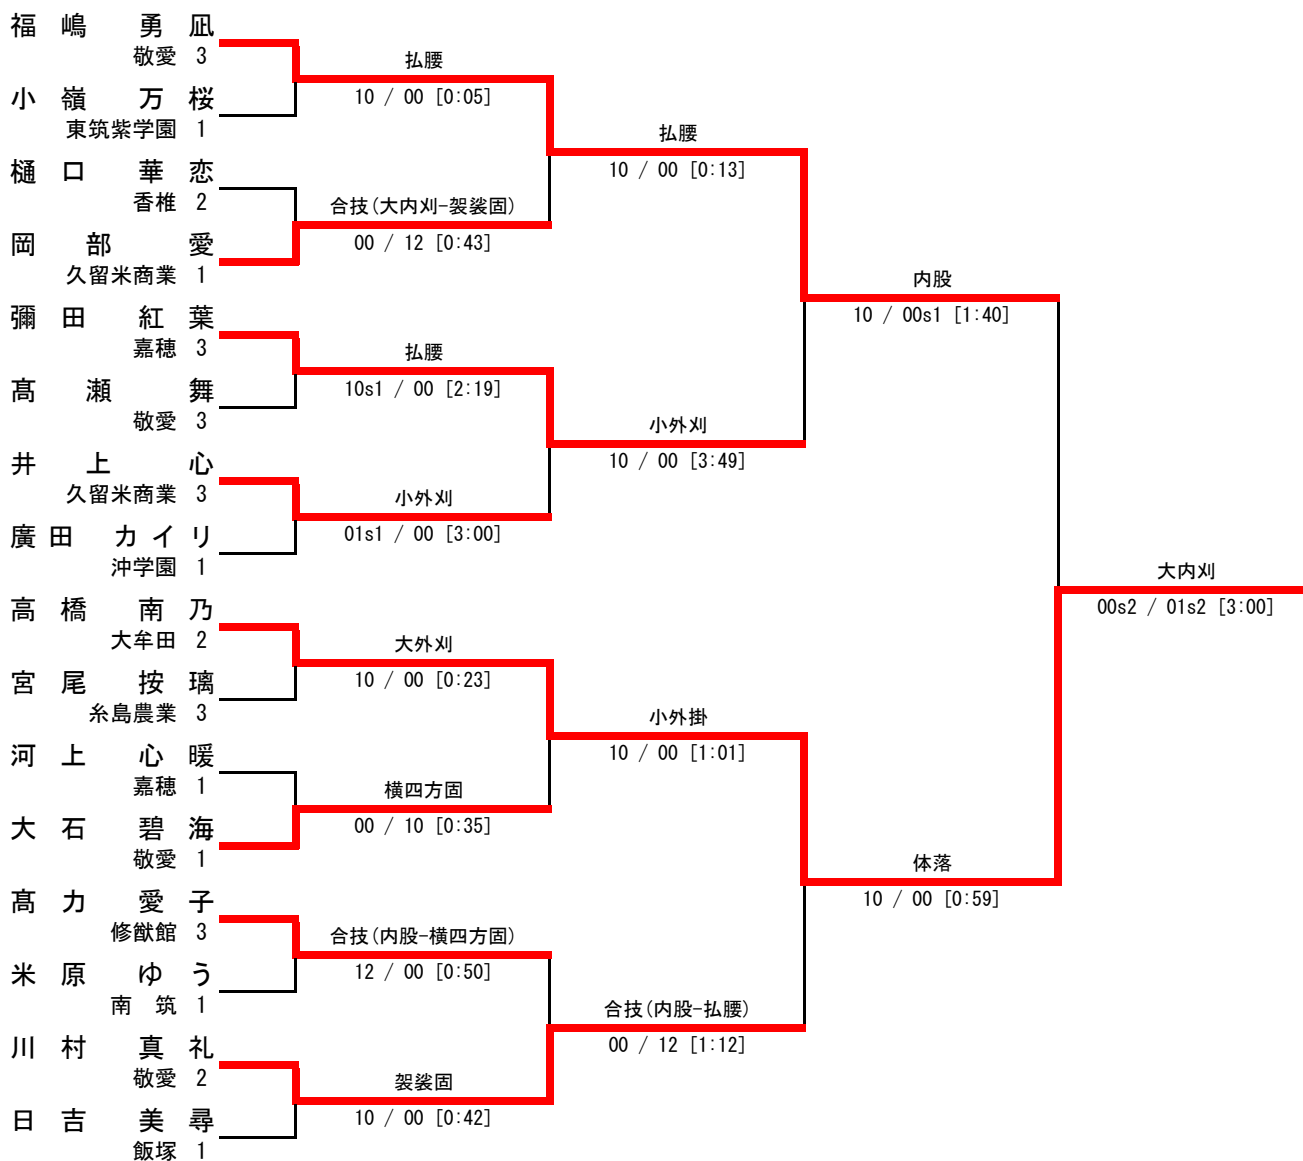 福嶋 勇凪
敬愛 3
払腰
10 / 00 [0:05]
小嶺 万桜
東筑紫学園 1
払腰
10 / 00 [0:13]
樋口 華恋
香椎 2
合技(大内刈-袈裟固)
00 / 12 [0:43]
岡部 愛
久留米商業 1
内股
10 / 00s1 [1:40]
彌田 紅葉
嘉穂 3
払腰
10s1 / 00 [2:19]
髙瀬 舞
敬愛 3
小外刈
10 / 00 [3:49]
井上 心
久留米商業 3
小外刈
01s1 / 00 [3:00]
廣田 カイリ
沖学園 1
大内刈
00s2 / 01s2 [3:00]
高橋 南乃
大牟田 2
大外刈
10 / 00 [0:23]
宮尾 按璃
糸島農業 3
小外掛
10 / 00 [1:01]
河上 心暖
嘉穂 1
横四方固
00 / 10 [0:35]
大石 碧海
敬愛 1
体落
10 / 00 [0:59]
髙力 愛子
修猷館 3
合技(内股-横四方固)
12 / 00 [0:50]
米原 ゆう
南 筑 1
合技(内股-払腰)
00 / 12 [1:12]
川村 真礼
敬愛 2
袈裟固
10 / 00 [0:42]
日吉 美尋
飯塚 1